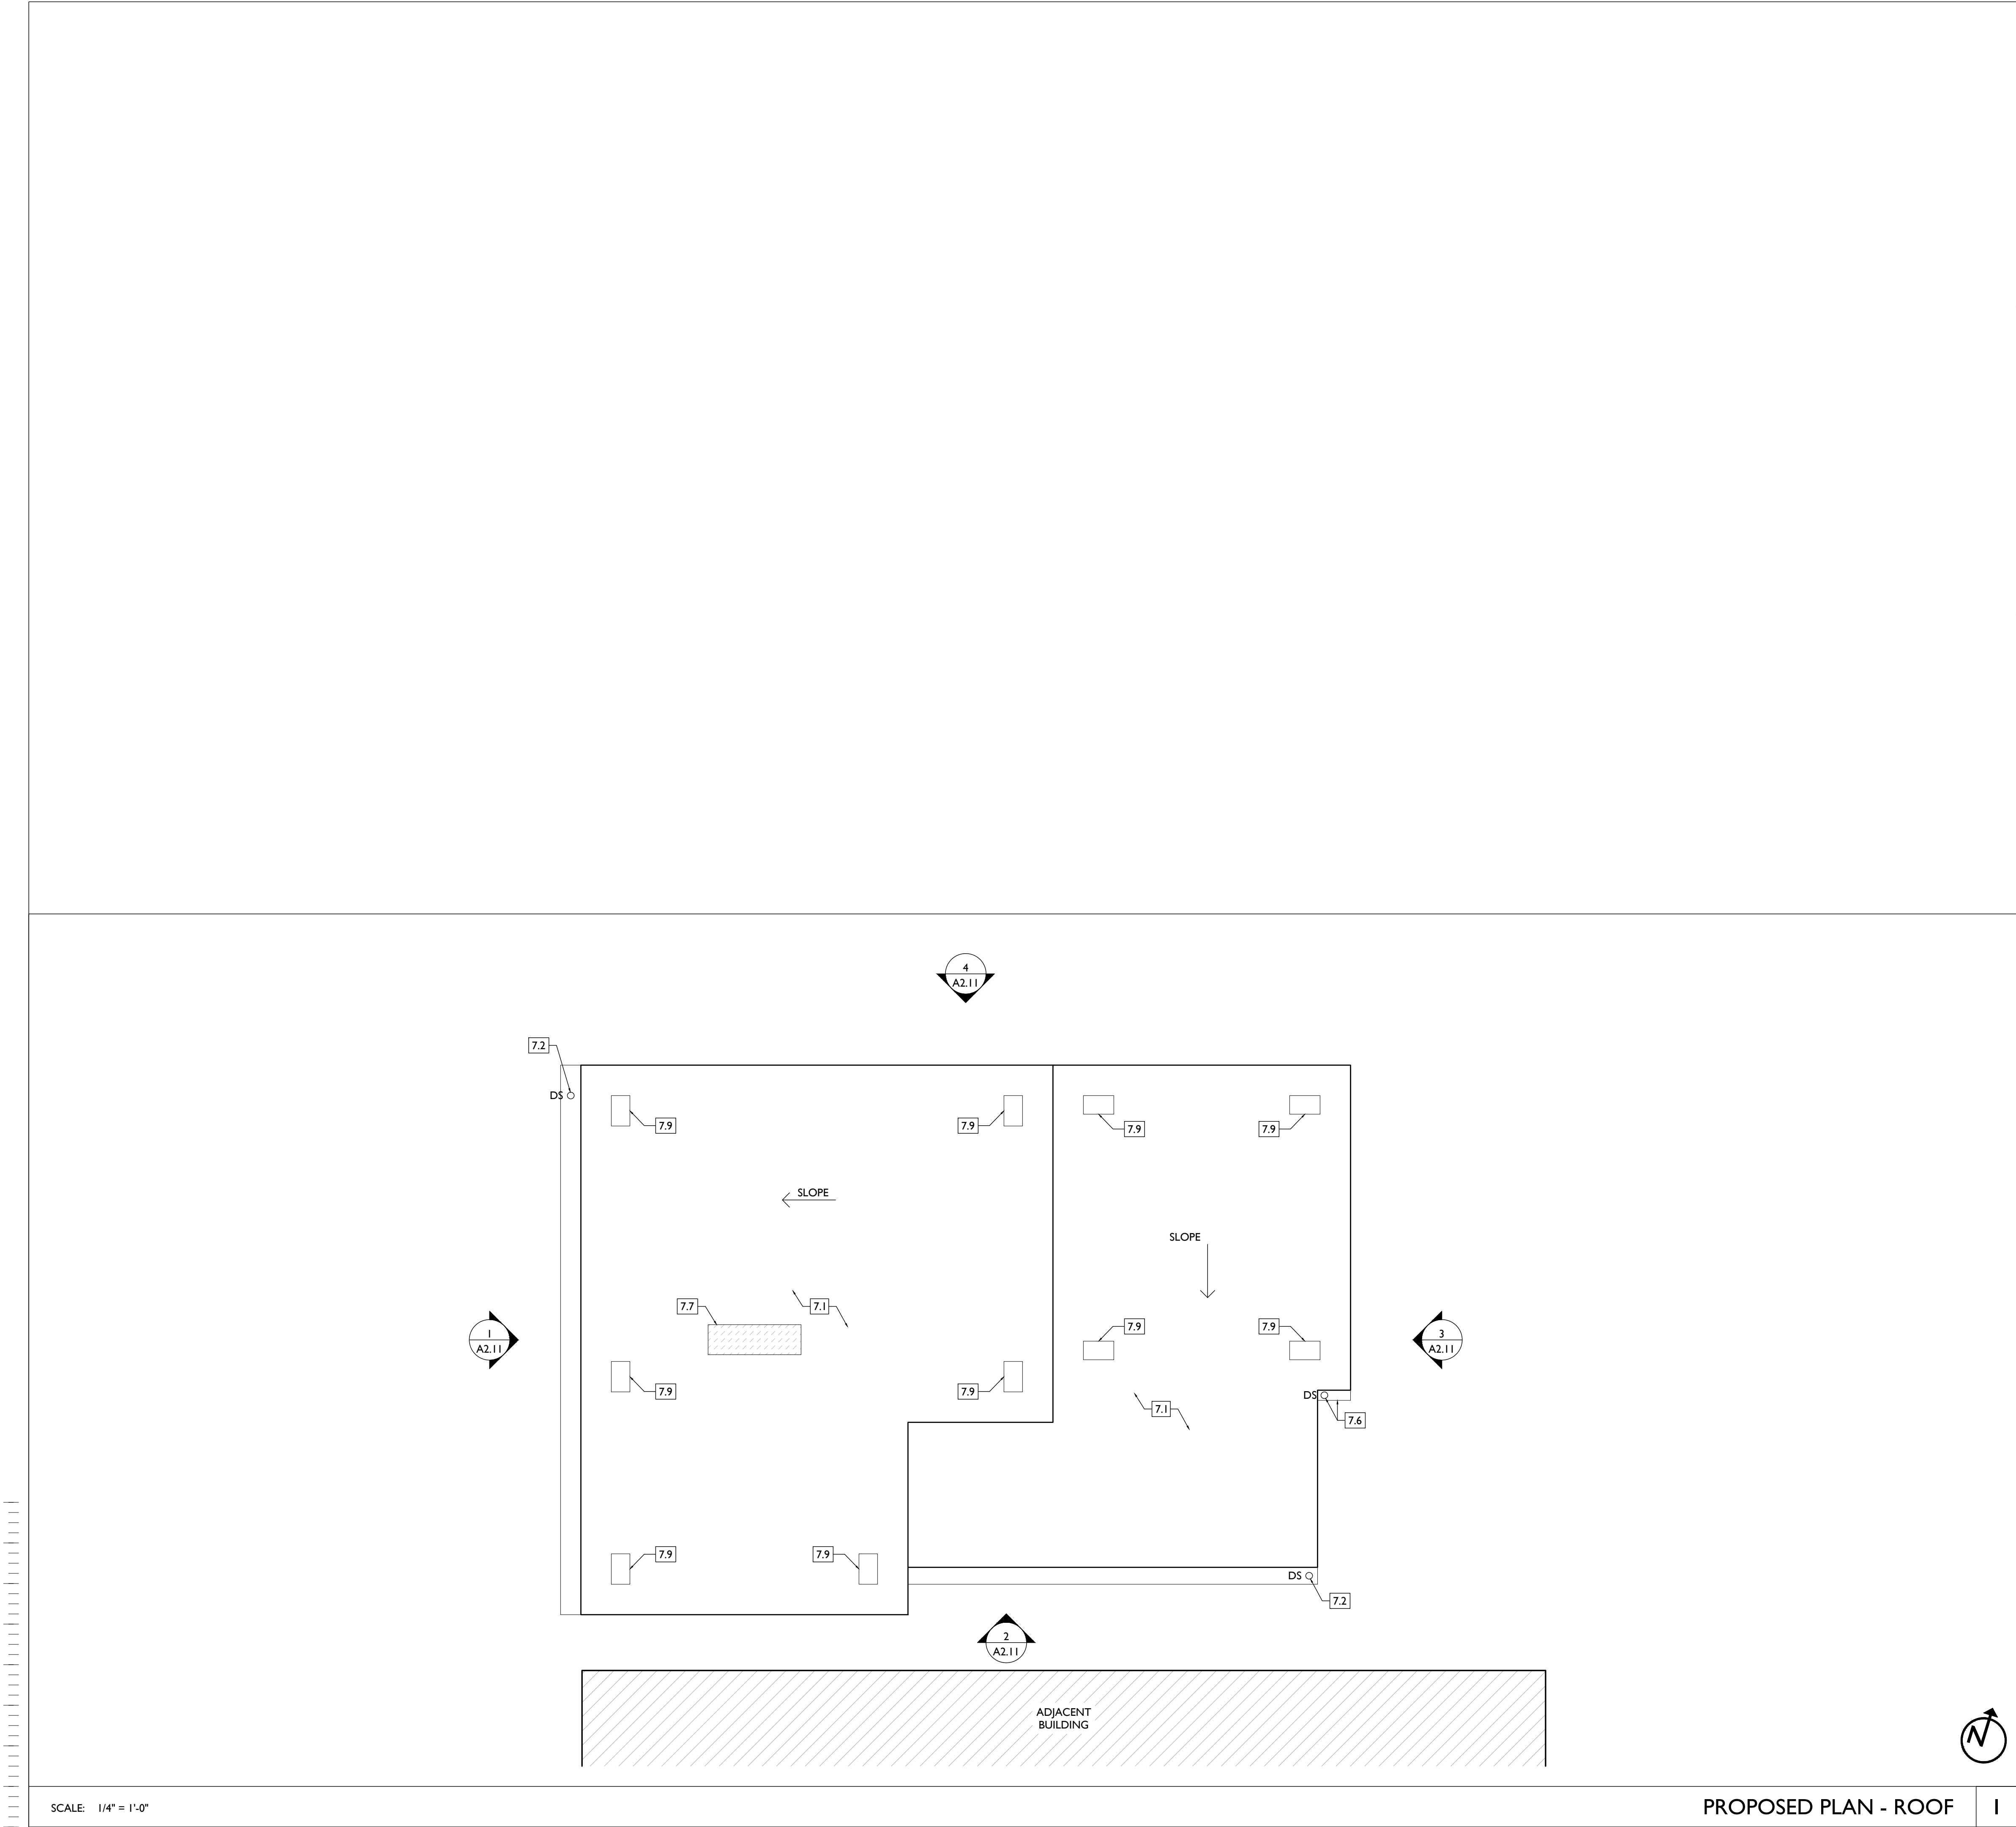 4
A2.11
7.2
DS
7.9
7.9
7.9
7.9
SLOPE
SLOPE
7.7
7.1
7.9
7.9
1
A2.11
3
A2.11
7.9
7.9
DS
7.1
7.6
7.9
7.9
DS
7.2
2
A2.11
ADJACENT
BUILDING
N
SCALE: 1/4" = 1'-0"
PROPOSED PLAN - ROOF
1